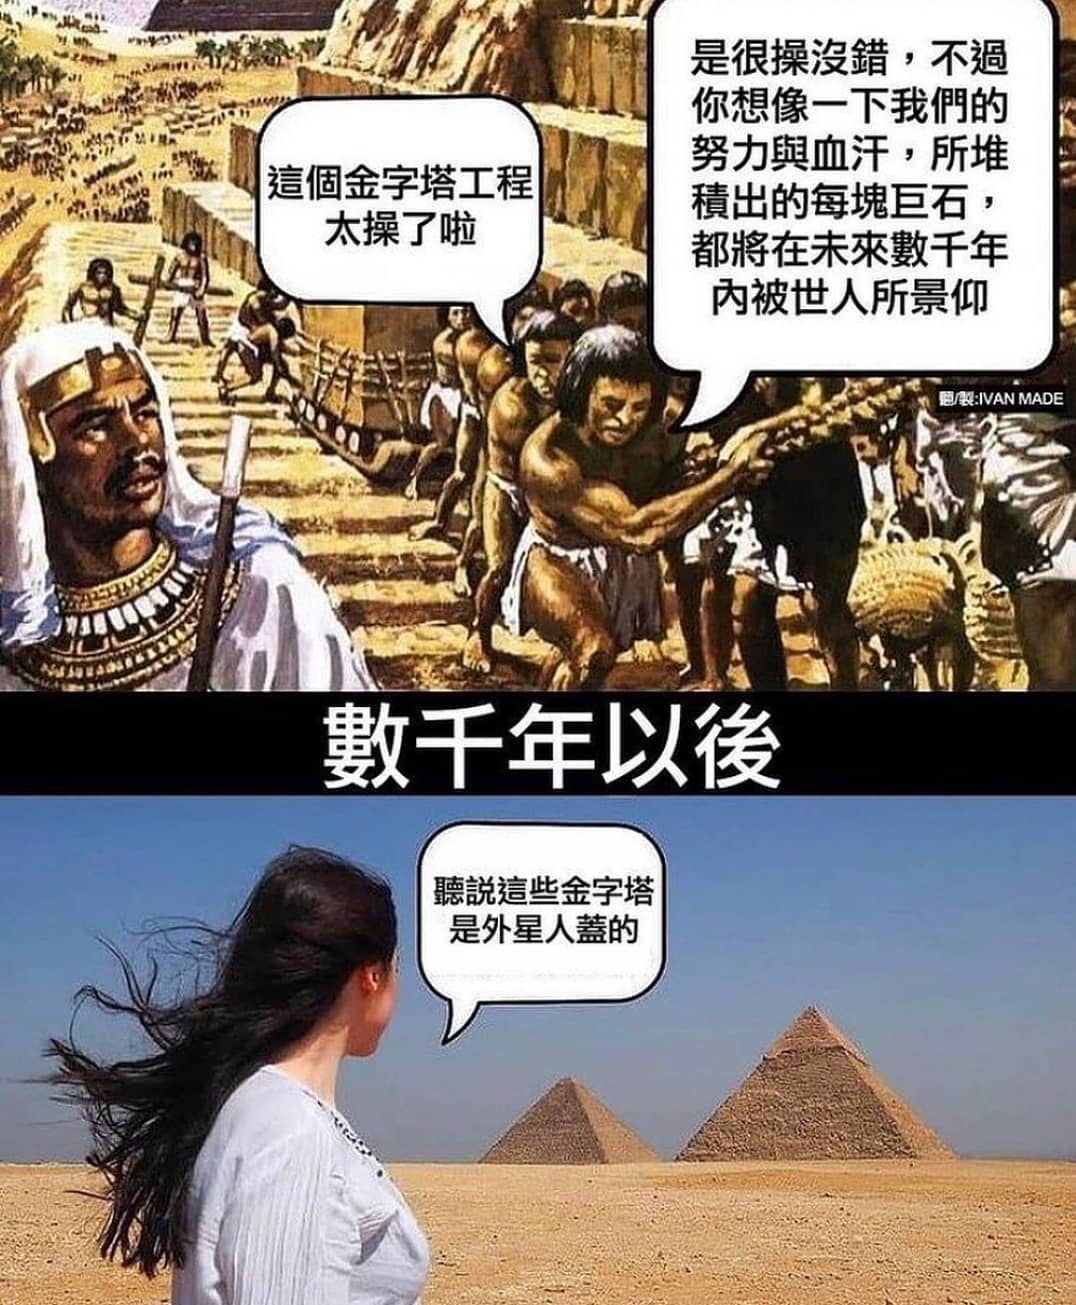 這個金字塔工程
太操了啦
是很操沒錯，不過
你想像一下我們的
努力與血汗，所堆
積出的每塊巨石，
都將在未來數千年
內被世人所景仰
翻/製:IVAN MADE
數千年以後
聽説這些金字塔
是外星人蓋的